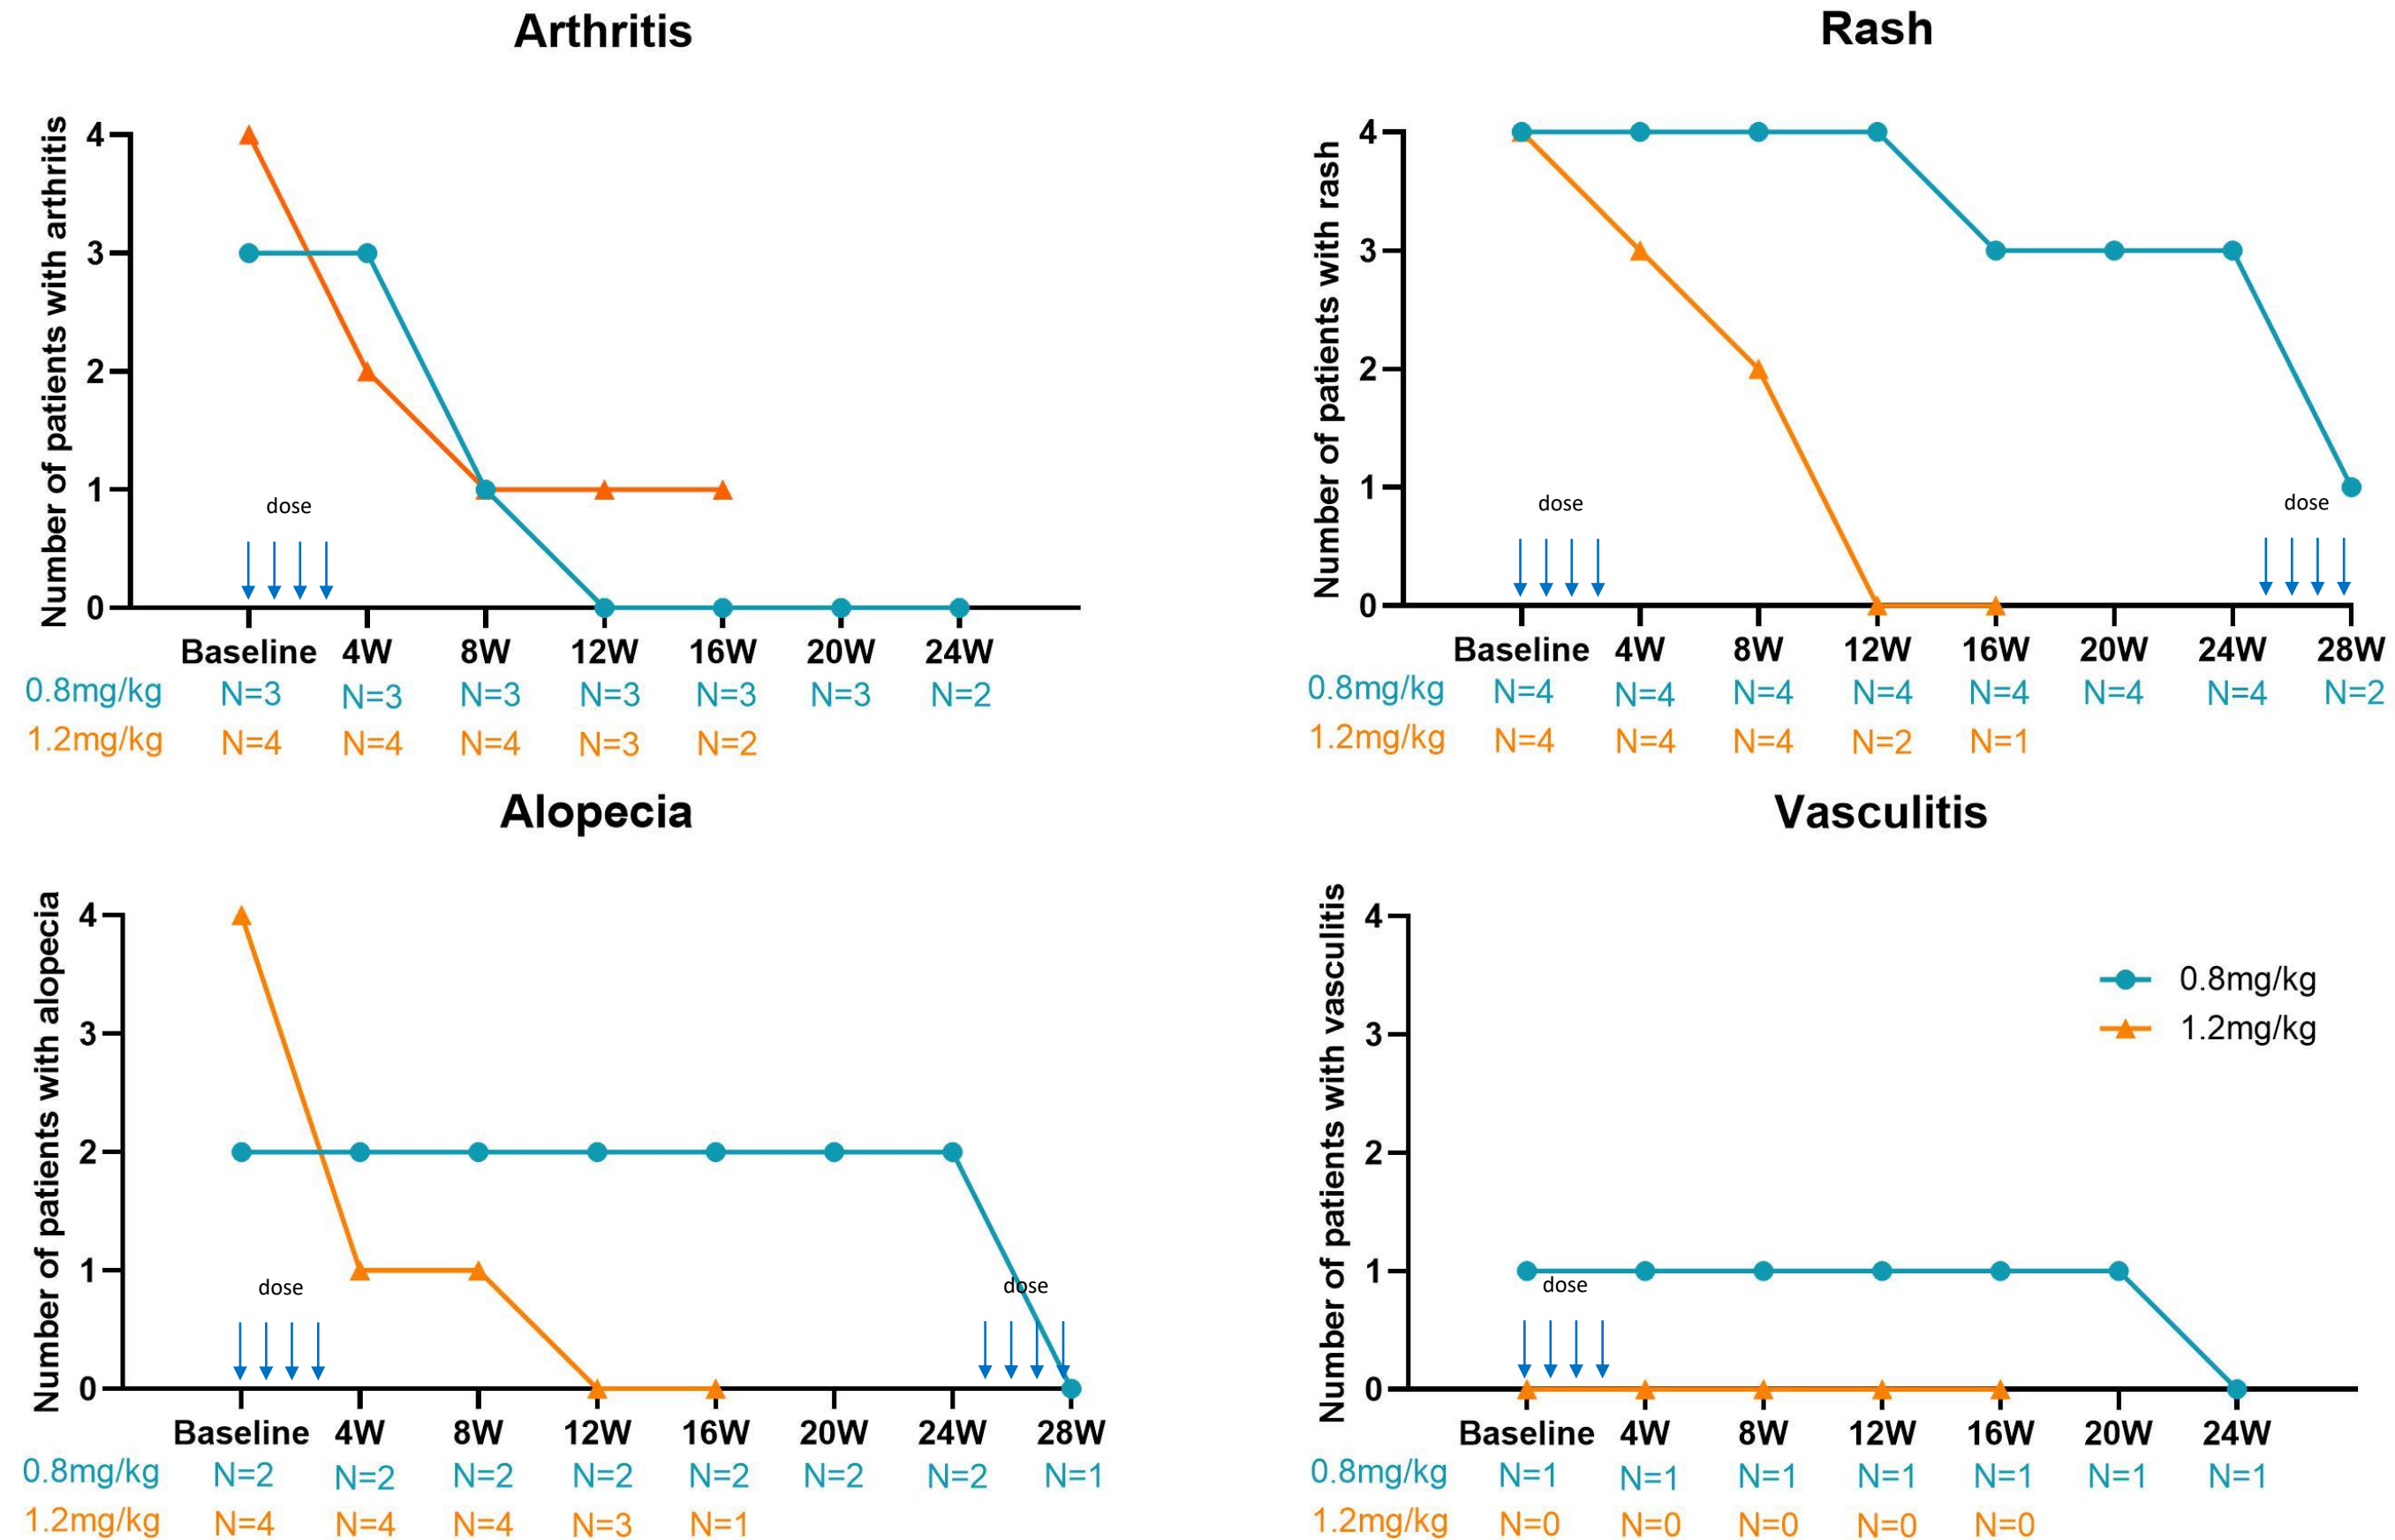 Arthritis
Number of patients with arthritis
4
3
2
1
0
dose
Baseline 4W 8W 12W 16W 20W 24W
0.8mg/kg N=3 N=3 N=3 N=3 N=3 N=3 N=2
1.2mg/kg N=4 N=4 N=4 N=3 N=2
Rash
Number of patients with rash
4
3
2
1
0
dose dose
Baseline 4W 8W 12W 16W 20W 24W 28W
0.8mg/kg N=4 N=4 N=4 N=4 N=4 N=4 N=4 N=2
1.2mg/kg N=4 N=4 N=4 N=2 N=1
Alopecia
Number of patients with alopecia
4
3
2
1
0
dose dose
Baseline 4W 8W 12W 16W 20W 24W 28W
0.8mg/kg N=2 N=2 N=2 N=2 N=2 N=2 N=2 N=1
1.2mg/kg N=4 N=4 N=4 N=3 N=1
Vasculitis
Number of patients with vasculitis
4
3
2
1
0
0.8mg/kg
1.2mg/kg
dose
Baseline 4W 8W 12W 16W 20W 24W
0.8mg/kg N=1 N=1 N=1 N=1 N=1 N=1 N=1
1.2mg/kg N=0 N=0 N=0 N=0 N=0